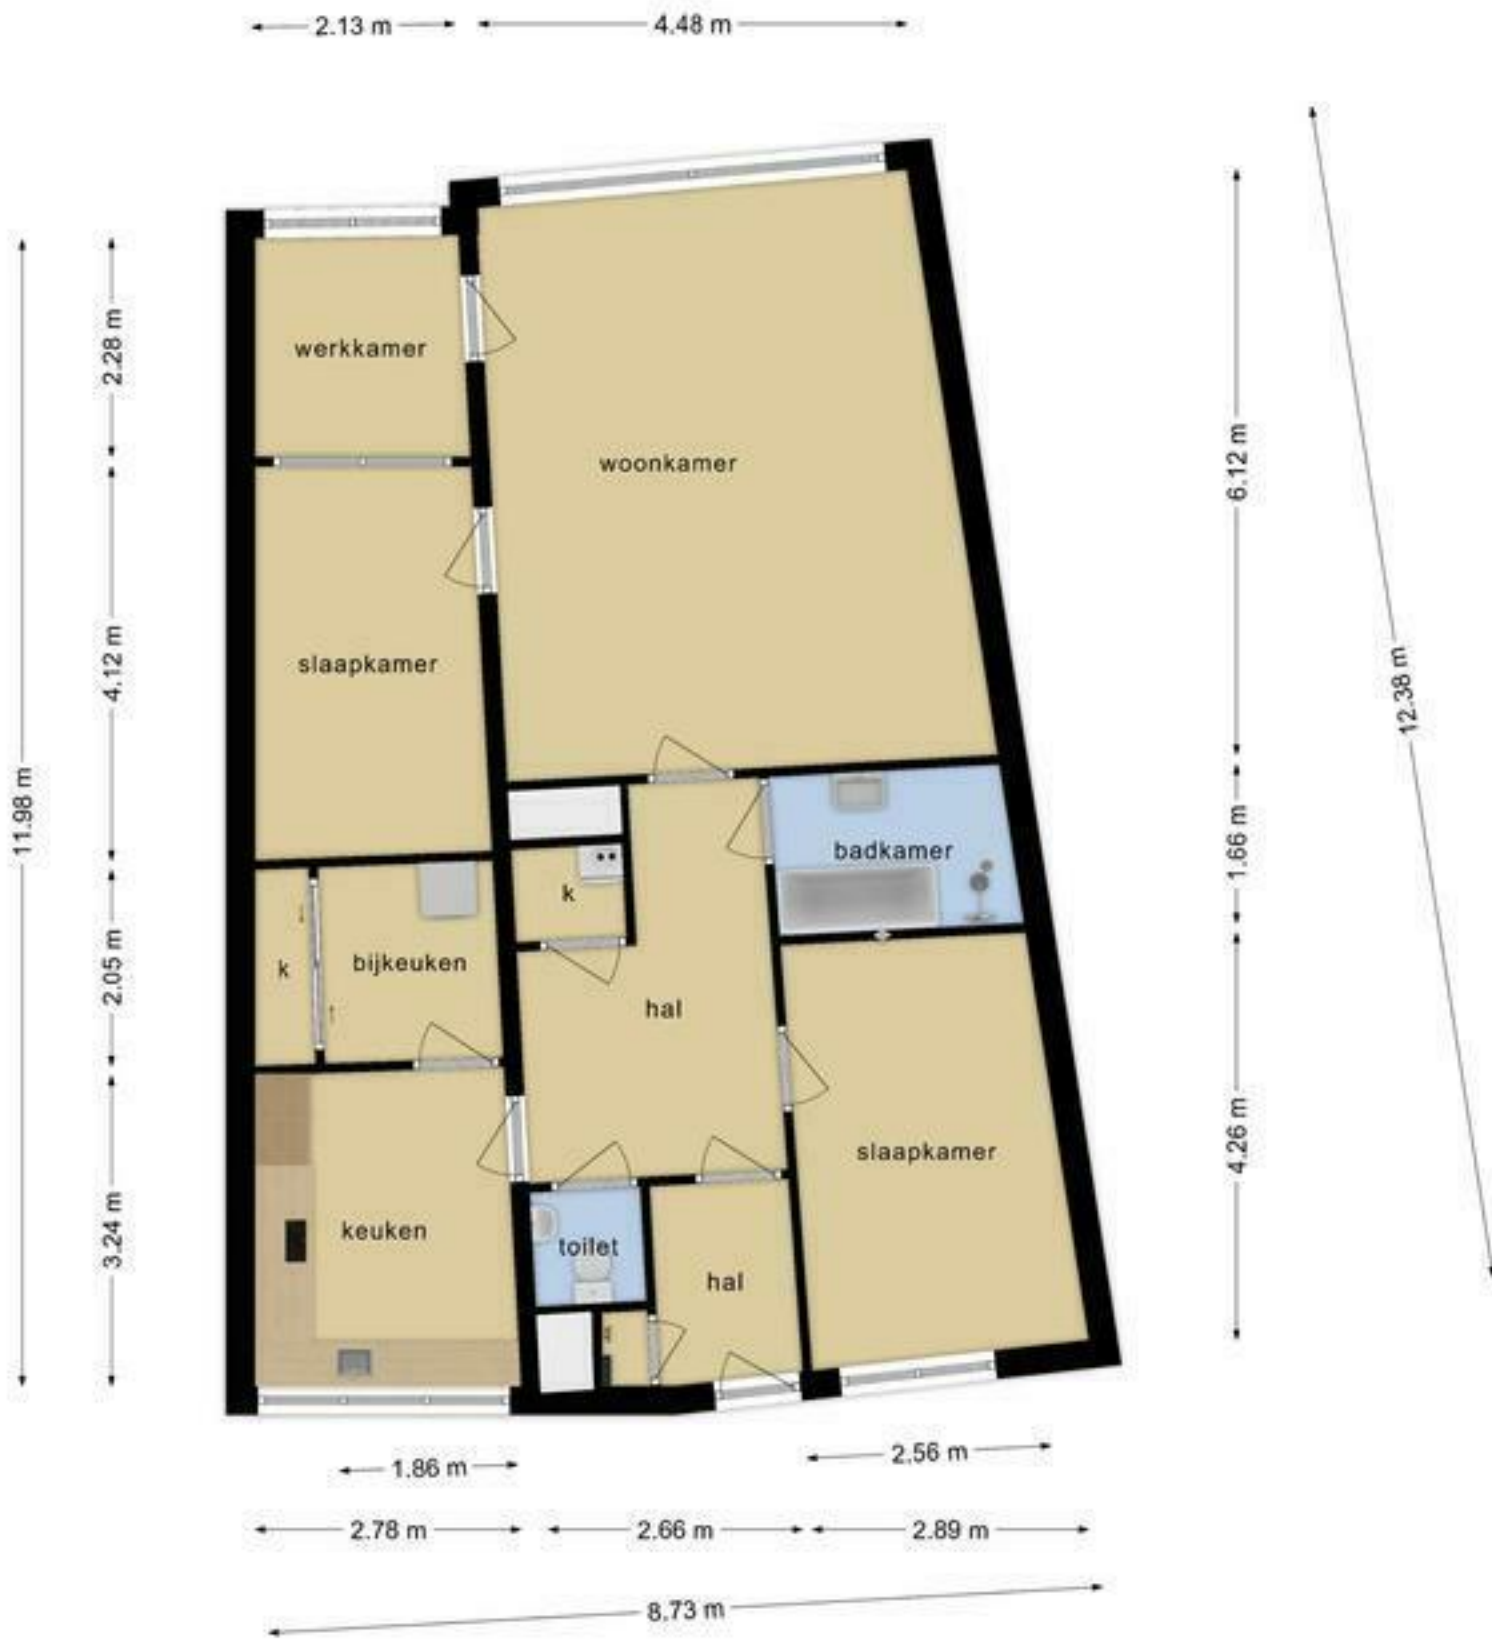 2.13 m
4.48 m
werkkamer
woonkamer
slaapkamer
badkamer
k
k
bijkeuken
hal
slaapkamer
keuken
toilet
hal
11.98 m
2.28 m
4.12 m
2.05 m
3.24 m
6.12 m
1.66 m
4.26 m
12.38 m
1.86 m
2.56 m
2.78 m
2.66 m
2.89 m
8.73 m